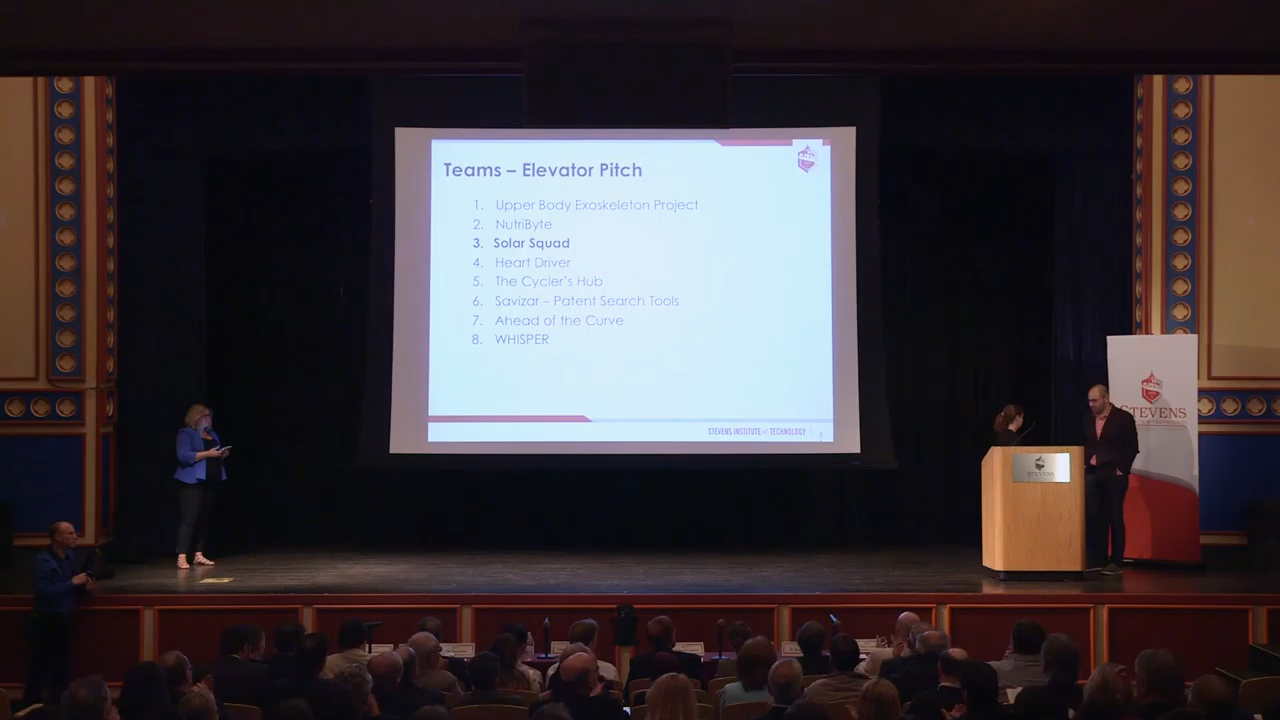 Teams – Elevator Pitch
1. Upper Body Exoskeleton Project
2. NutriByte
3. Solar Squad
4. Heart Driver
5. The Cycler's Hub
6. Savizar – Patent Search Tools
7. Ahead of the Curve
8. WHISPER
STEVENS INSTITUTE of TECHNOLOGY
STEVENS
STEVENS